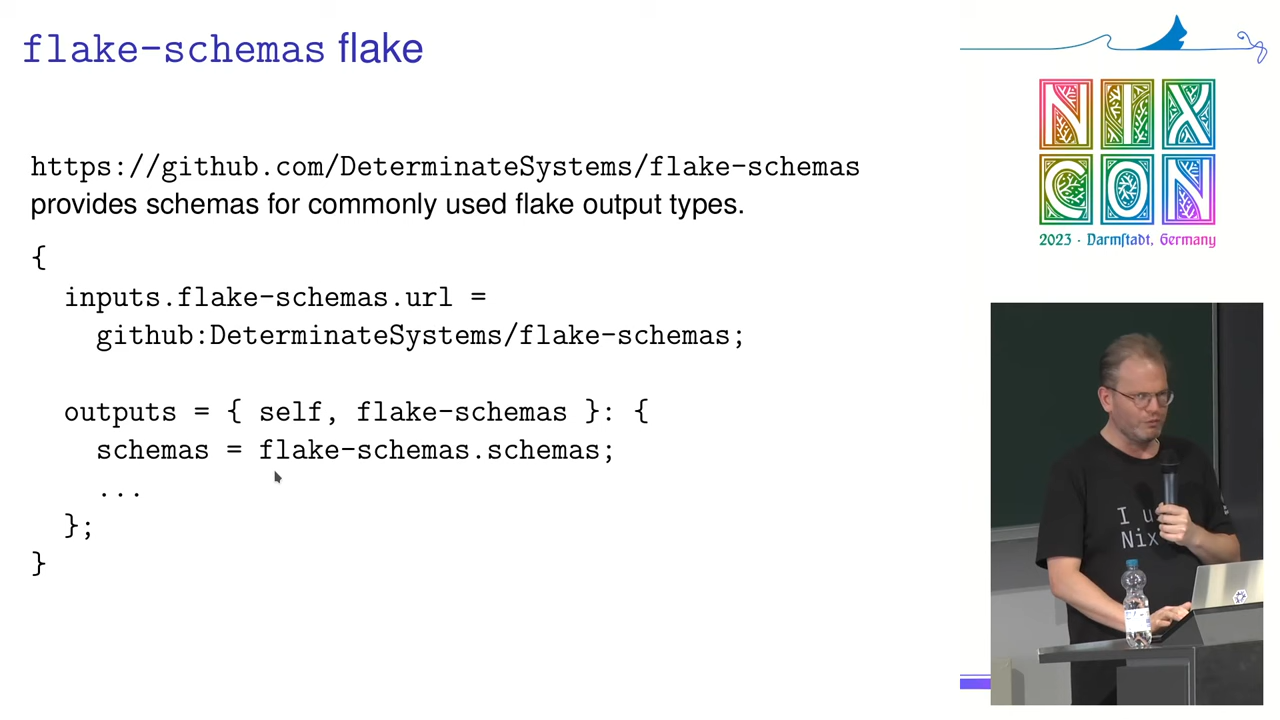 flake-schemas flake
https://github.com/DeterminateSystems/flake-schemas
provides schemas for commonly used flake output types.
{
inputs.flake-schemas.url =
github:DeterminateSystems/flake-schemas;
outputs = { self, flake-schemas }: {
schemas = flake-schemas.schemas;
...
};
}
NIX
CON
2023 · Darmſtadt, Germany
I u
Nix